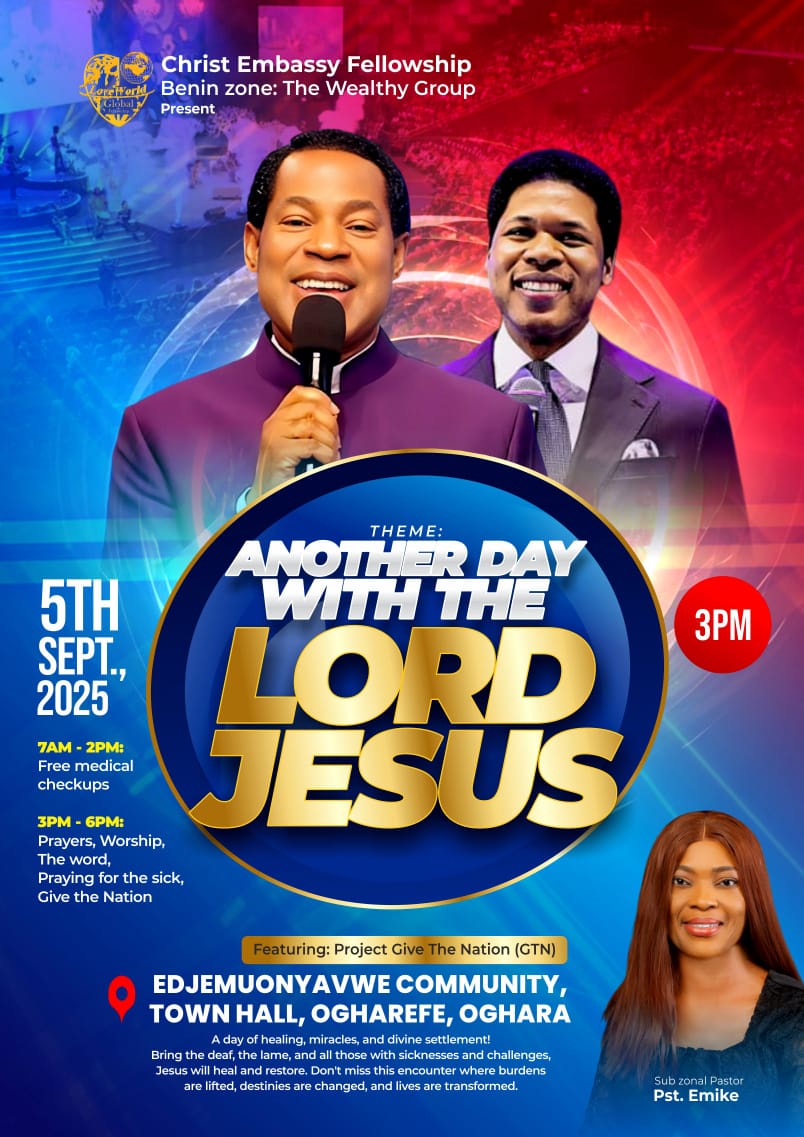 LoveWorld
Global
Christ Embassy Fellowship
Benin zone: The Wealthy Group
Present
THEME:
ANOTHER DAY
WITH THE
LORD
JESUS
5TH
SEPT.,
2025
3PM
7AM - 2PM:
Free medical
checkups
3PM - 6PM:
Prayers, Worship,
The word,
Praying for the sick,
Give the Nation
Featuring: Project Give The Nation (GTN)
EDJEMUONYAVWE COMMUNITY,
TOWN HALL, OGHAREFE, OGHARA
A day of healing, miracles, and divine settlement!
Bring the deaf, the lame, and all those with sicknesses and challenges,
Jesus will heal and restore. Don't miss this encounter where burdens
are lifted, destinies are changed, and lives are transformed.
Sub zonal Pastor
Pst. Emike